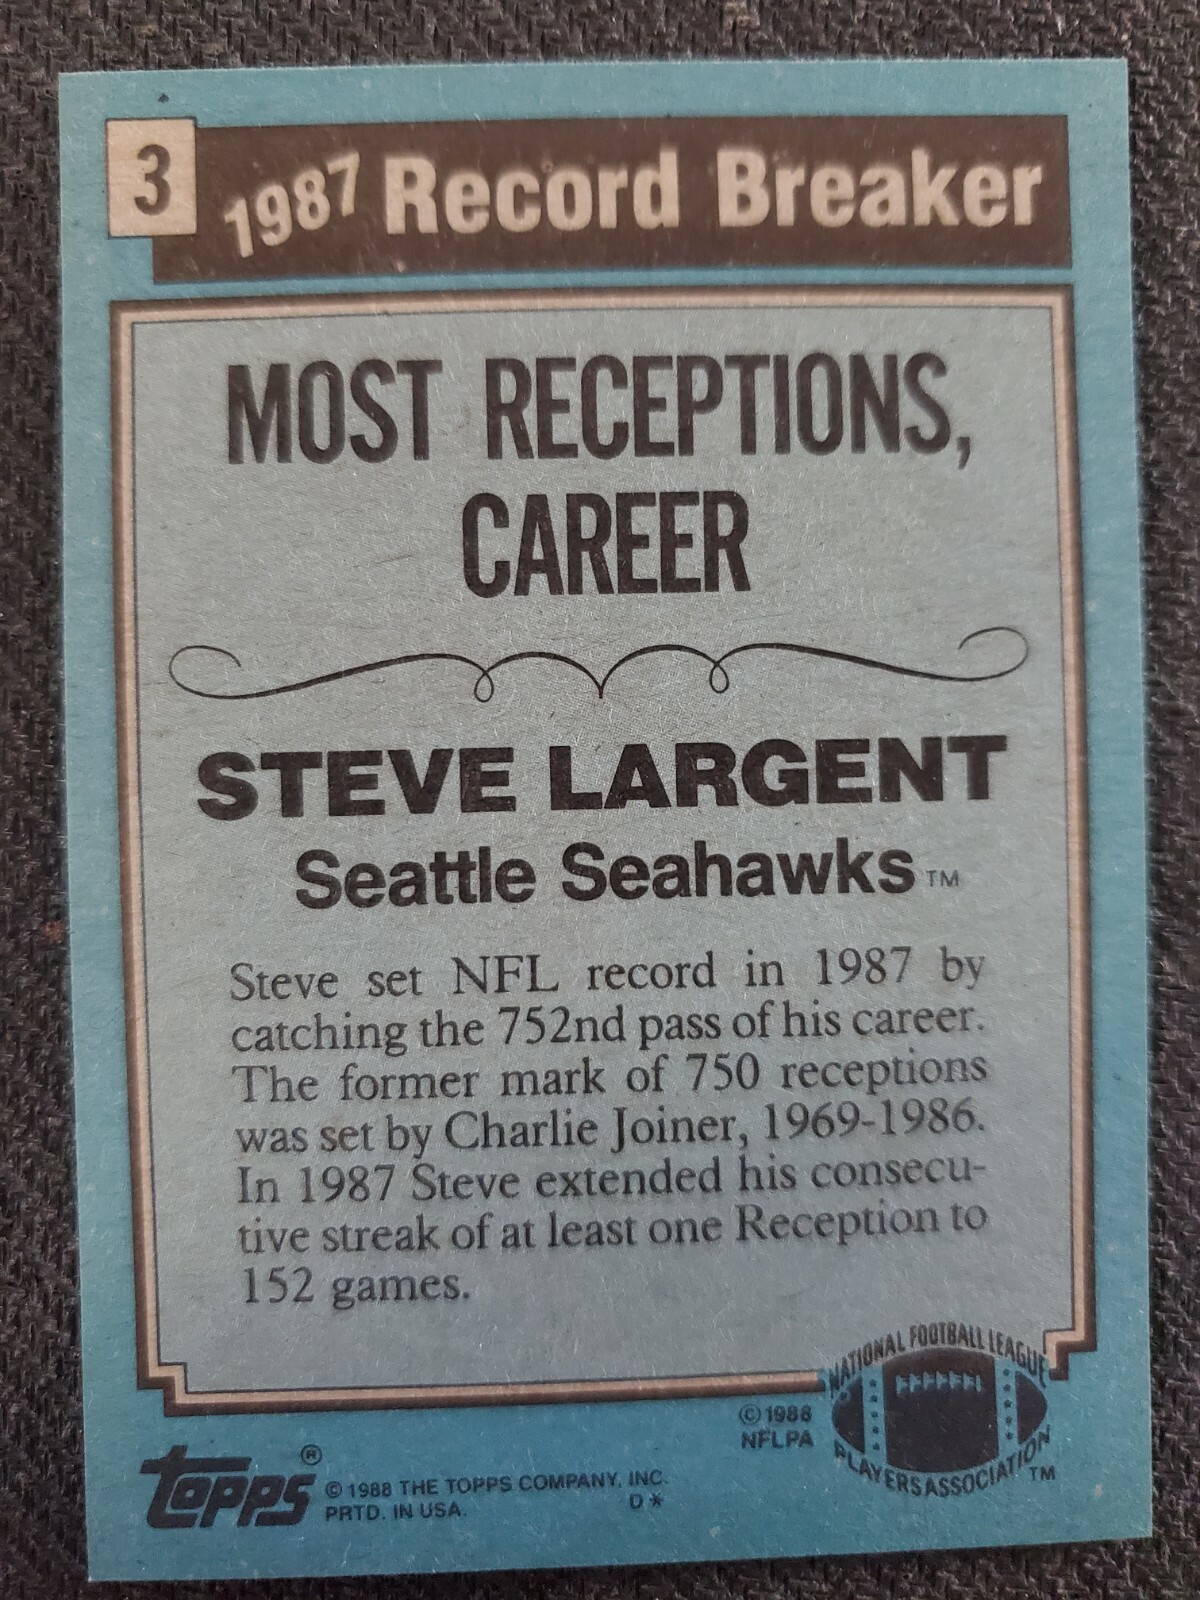 3
1987 Record Breaker
MOST RECEPTIONS,
CAREER
STEVE LARGENT
Seattle Seahawks™
Steve set NFL record in 1987 by
catching the 752nd pass of his career.
The former mark of 750 receptions
was set by Charlie Joiner, 1969-1986.
In 1987 Steve extended his consecu-
tive streak of at least one Reception to
152 games.
NATIONAL FOOTBALL LEAGUE
PLAYERS ASSOCIATION™
© 1988
NFLPA
TOPPS®
© 1988 THE TOPPS COMPANY, INC.
PRTD. IN USA. D*